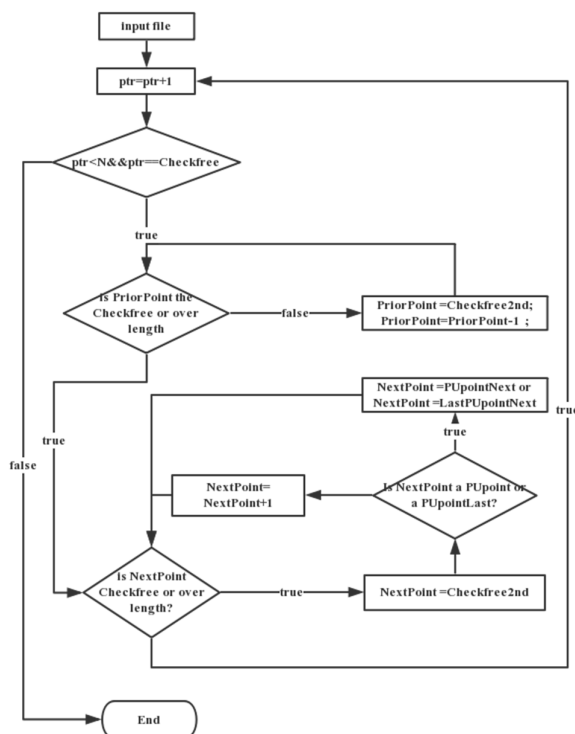 input file
ptr=ptr+1
ptr<N&&ptr==Checkfree
true
is PriorPoint the
Checkfree or over
length
false
PriorPoint =Checkfree2nd;
PriorPoint=PriorPoint-1 ;
NextPoint =PUpointNext or
NextPoint =LastPUpointNext
true
true
true
false
NextPoint=
NextPoint+1
Is NextPoint a PUpoint or
a PUpointLast?
is NextPoint
Checkfree or over
length?
true
NextPoint =Checkfree2nd
End